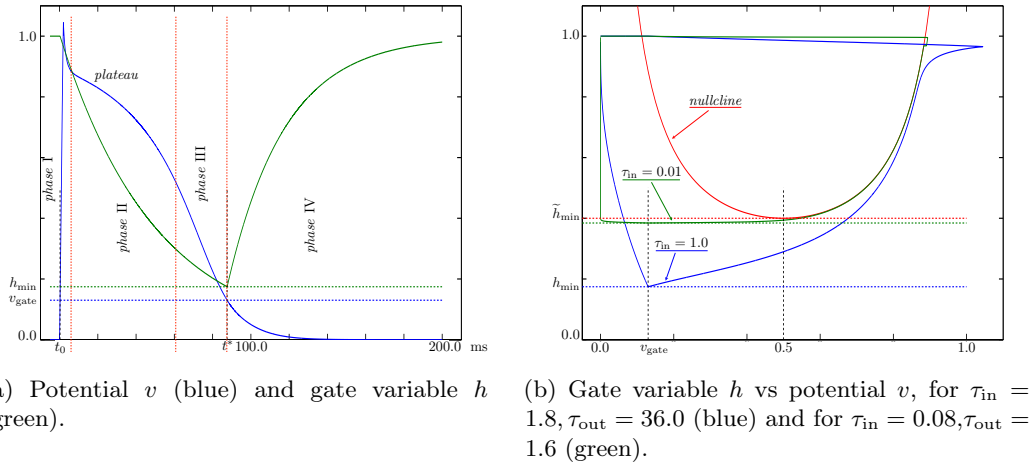 1.0
plateau
phase I
phase II
phase III
phase IV
h_min
v_gate
0.0
t_0
t*
100.0
200.0
ms
1.0
nullcline
τ_in = 0.01
h̃_min
τ_in = 1.0
h_min
0.0
0.0
v_gate
0.5
1.0
a) Potential v (blue) and gate variable h
green).
(b) Gate variable h vs potential v, for τ_in =
1.8, τ_out = 36.0 (blue) and for τ_in = 0.08,τ_out =
1.6 (green).